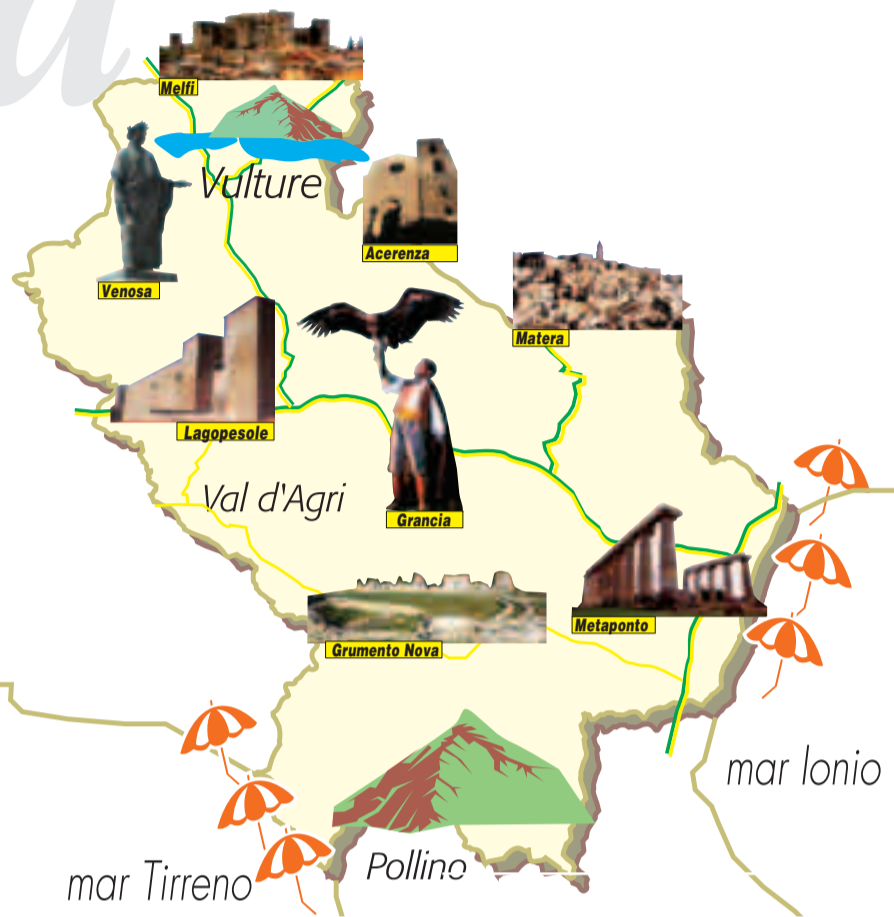 a
Melfi
Vulture
Acerenza
Venosa
Matera
Lagopesole
Val d'Agri
Grancia
Metaponto
Grumento Nova
mar Ionio
Pollino
mar Tirreno